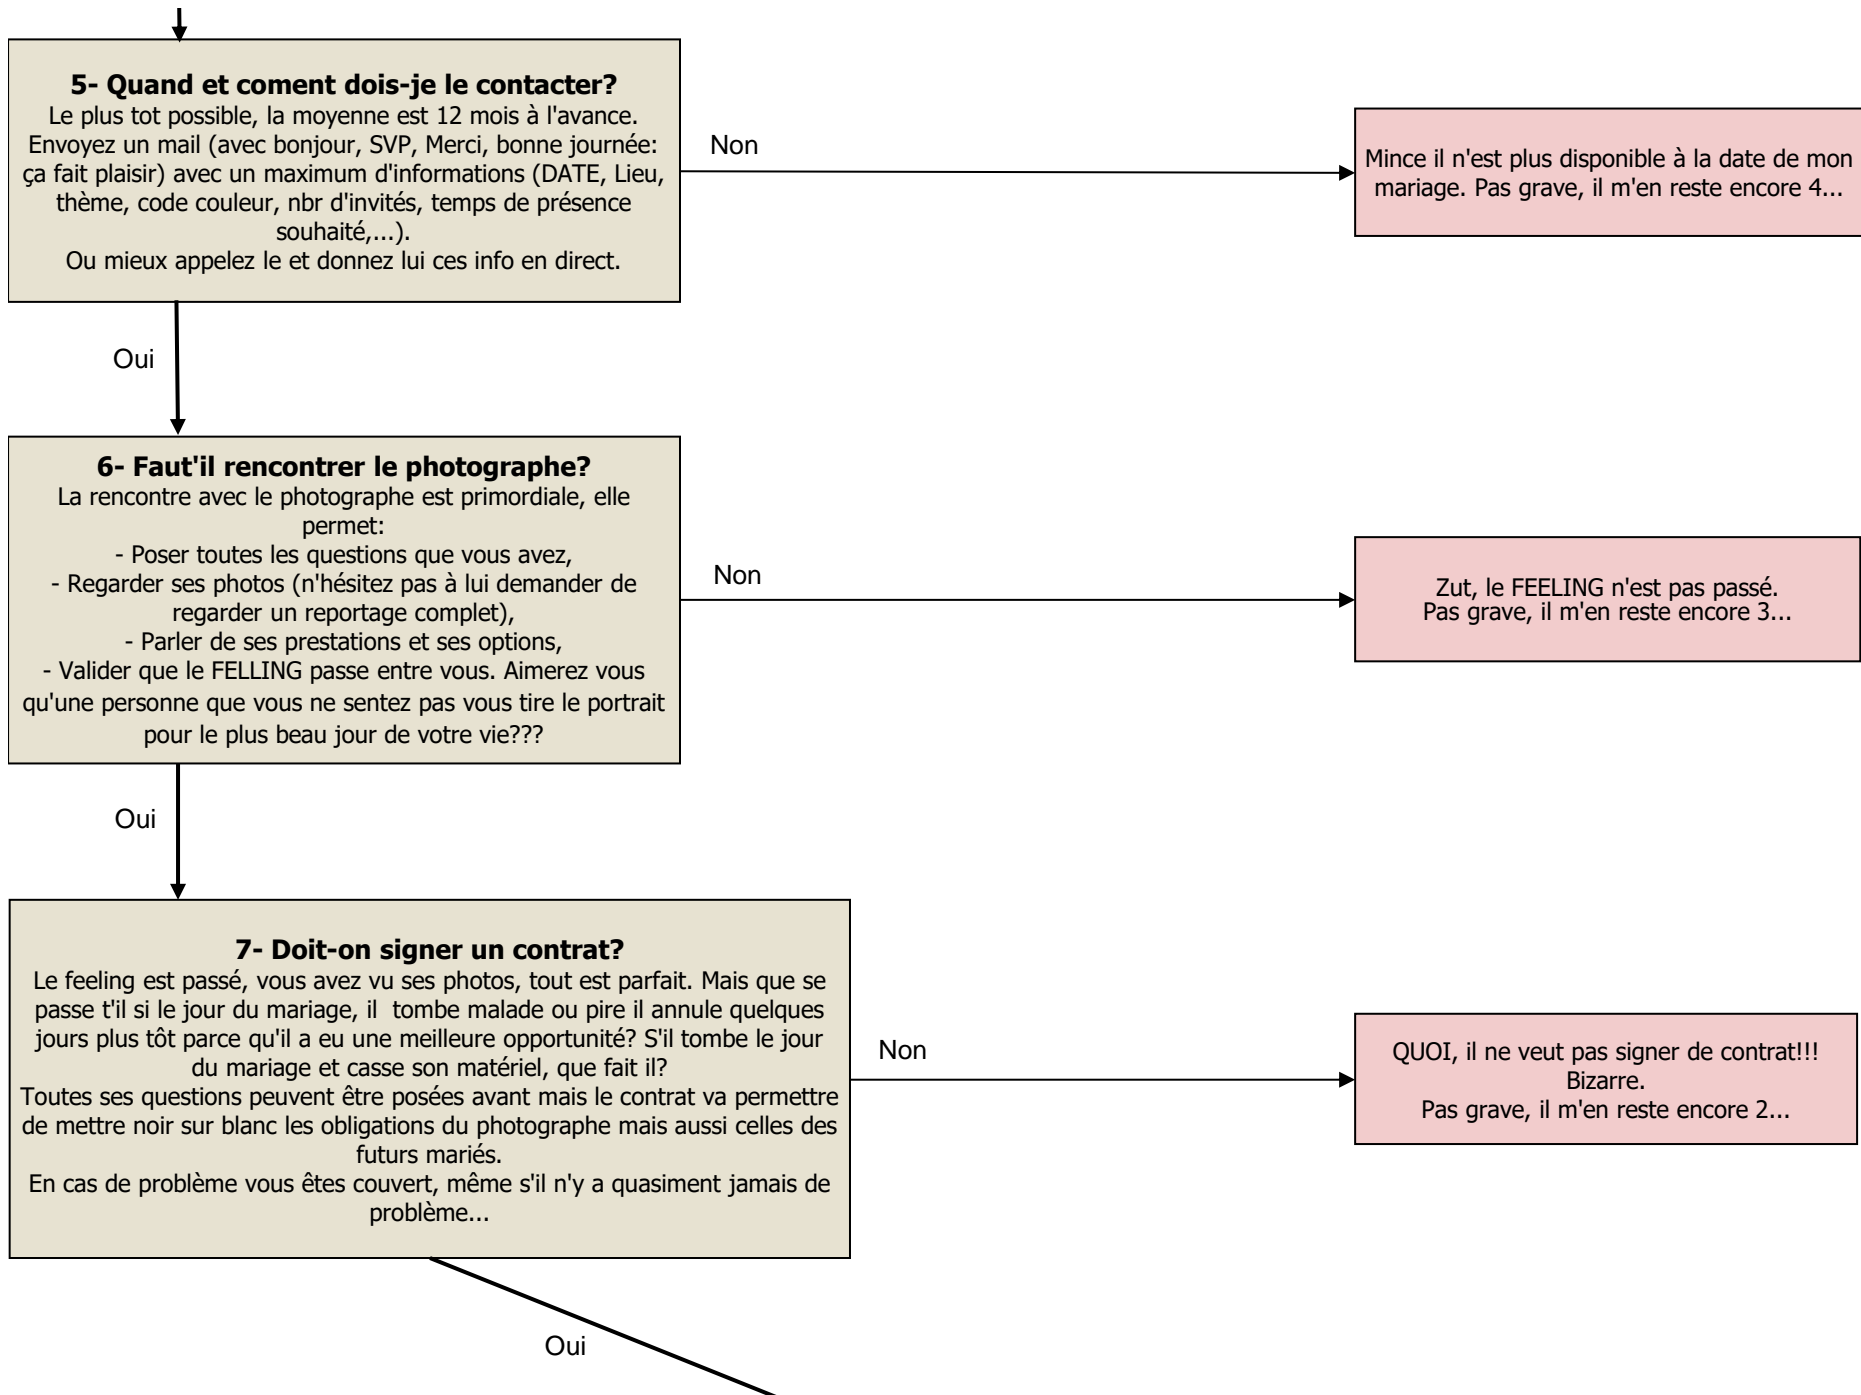 5- Quand et coment dois-je le contacter?
Le plus tot possible, la moyenne est 12 mois à l'avance.
Envoyez un mail (avec bonjour, SVP, Merci, bonne journée:
ça fait plaisir) avec un maximum d'informations (DATE, Lieu,
thème, code couleur, nbr d'invités, temps de présence
souhaité,...).
Ou mieux appelez le et donnez lui ces info en direct.
Non
Mince il n'est plus disponible à la date de mon
mariage. Pas grave, il m'en reste encore 4...
Oui
6- Faut'il rencontrer le photographe?
La rencontre avec le photographe est primordiale, elle
permet:
- Poser toutes les questions que vous avez,
- Regarder ses photos (n'hésitez pas à lui demander de
regarder un reportage complet),
- Parler de ses prestations et ses options,
- Valider que le FELLING passe entre vous. Aimerez vous
qu'une personne que vous ne sentez pas vous tire le portrait
pour le plus beau jour de votre vie???
Non
Zut, le FEELING n'est pas passé.
Pas grave, il m'en reste encore 3...
Oui
7- Doit-on signer un contrat?
Le feeling est passé, vous avez vu ses photos, tout est parfait. Mais que se
passe t'il si le jour du mariage, il  tombe malade ou pire il annule quelques
jours plus tôt parce qu'il a eu une meilleure opportunité? S'il tombe le jour
du mariage et casse son matériel, que fait il?
Toutes ses questions peuvent être posées avant mais le contrat va permettre
de mettre noir sur blanc les obligations du photographe mais aussi celles des
futurs mariés.
En cas de problème vous êtes couvert, même s'il n'y a quasiment jamais de
problème...
Non
QUOI, il ne veut pas signer de contrat!!!
Bizarre.
Pas grave, il m'en reste encore 2...
Oui